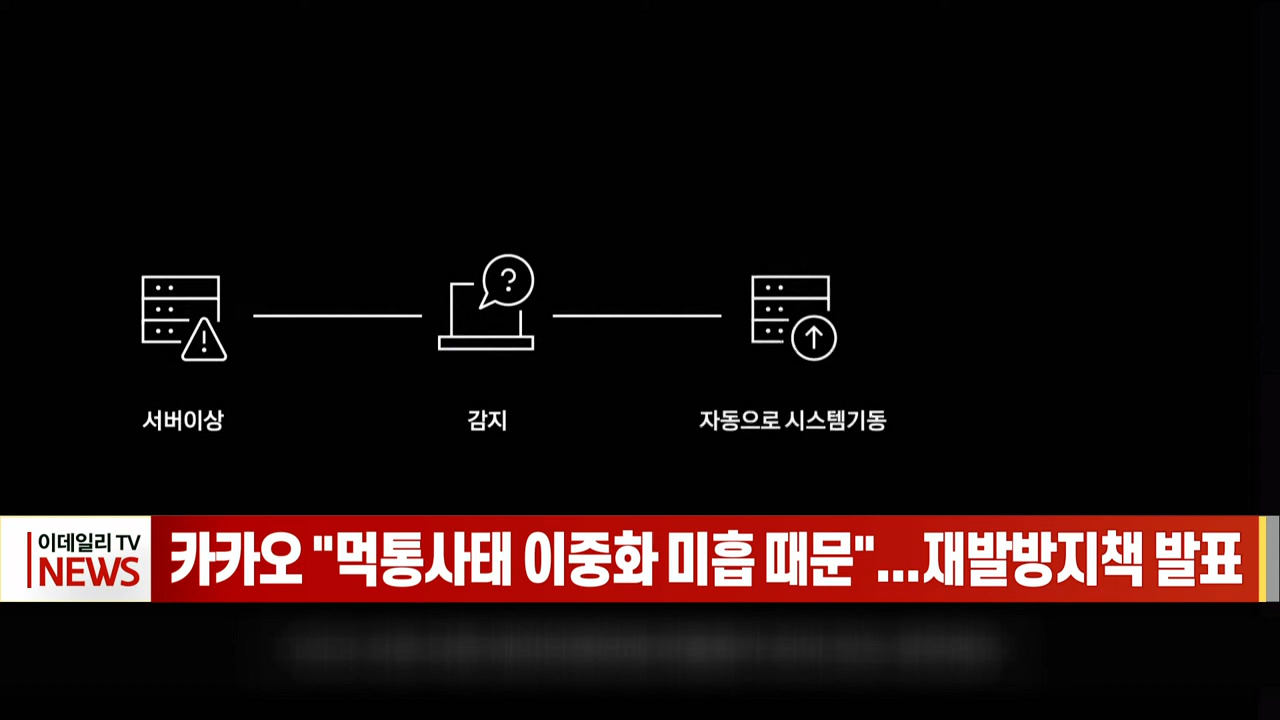 ?
!
서버이상
감지
자동으로 시스템기동
이데일리 TV
NEWS
카카오 "먹통사태 이중화 미흡 때문"...재발방지책 발표